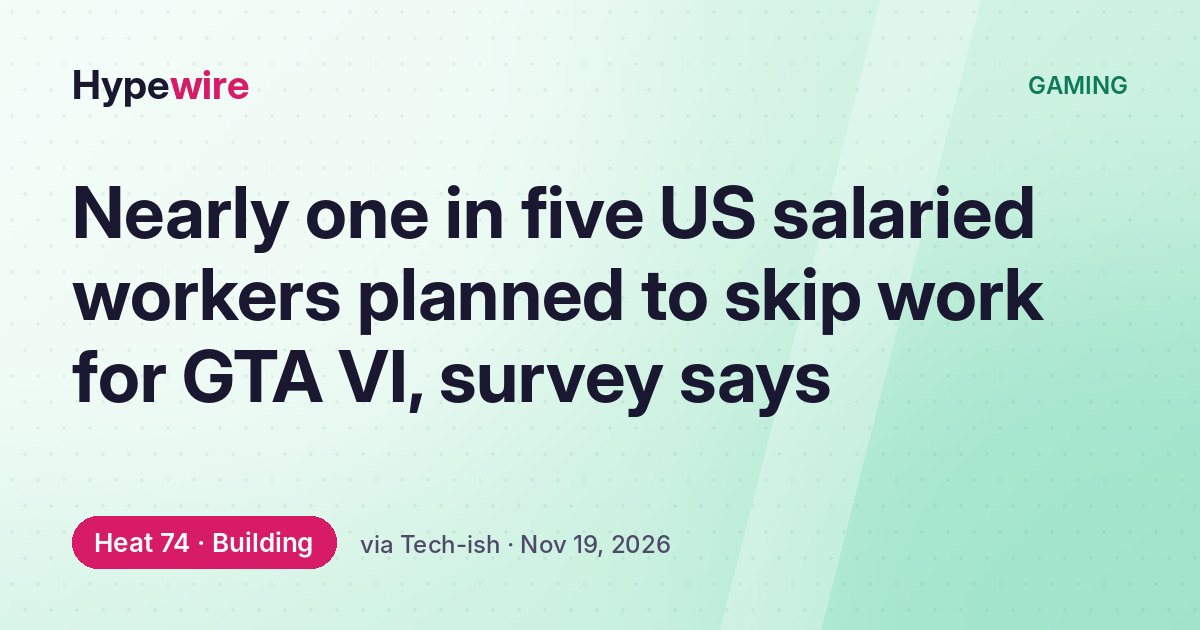 Hypewire
GAMING
Nearly one in five US salaried
workers planned to skip work
for GTA VI, survey says
Heat 74 · Building
via Tech-ish · Nov 19, 2026